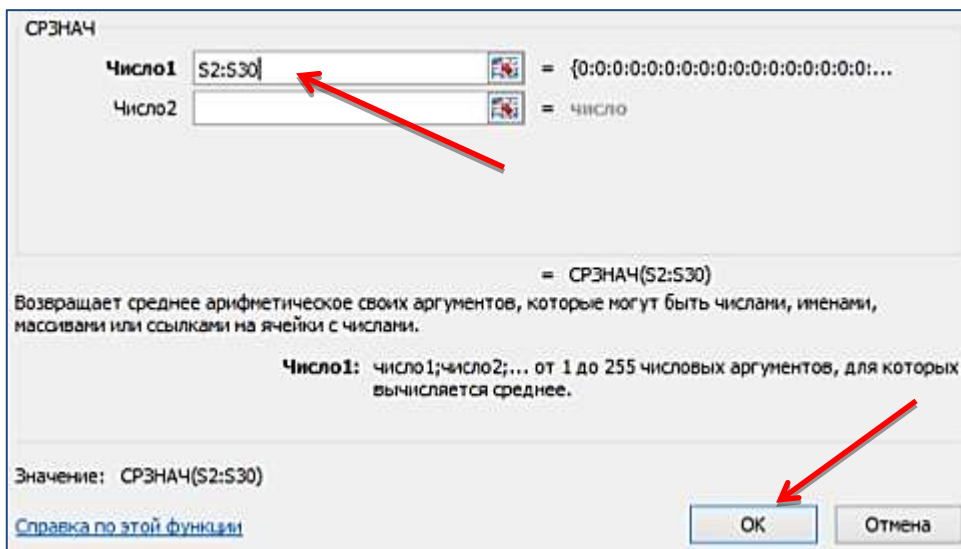 СРЗНАЧ
Число1 S2:S30 = {0:0:0:0:0:0:0:0:0:0:0:0:0:0:0:0:0:...
Число2 = число
= СРЗНАЧ(S2:S30)
Возвращает среднее арифметическое своих аргументов, которые могут быть числами, именами,
массивами или ссылками на ячейки с числами.
Число1: число1;число2;... от 1 до 255 числовых аргументов, для которых
вычисляется среднее.
Значение: СРЗНАЧ(S2:S30)
Справка по этой функции ОК Отмена